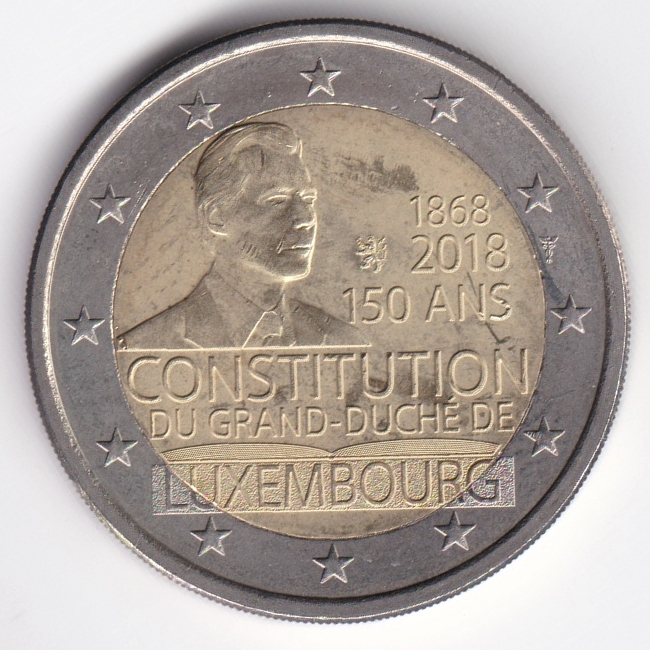 1868
2018
150 ANS
CONSTITUTION
DU GRAND-DUCHÉ DE
LUXEMBOURG